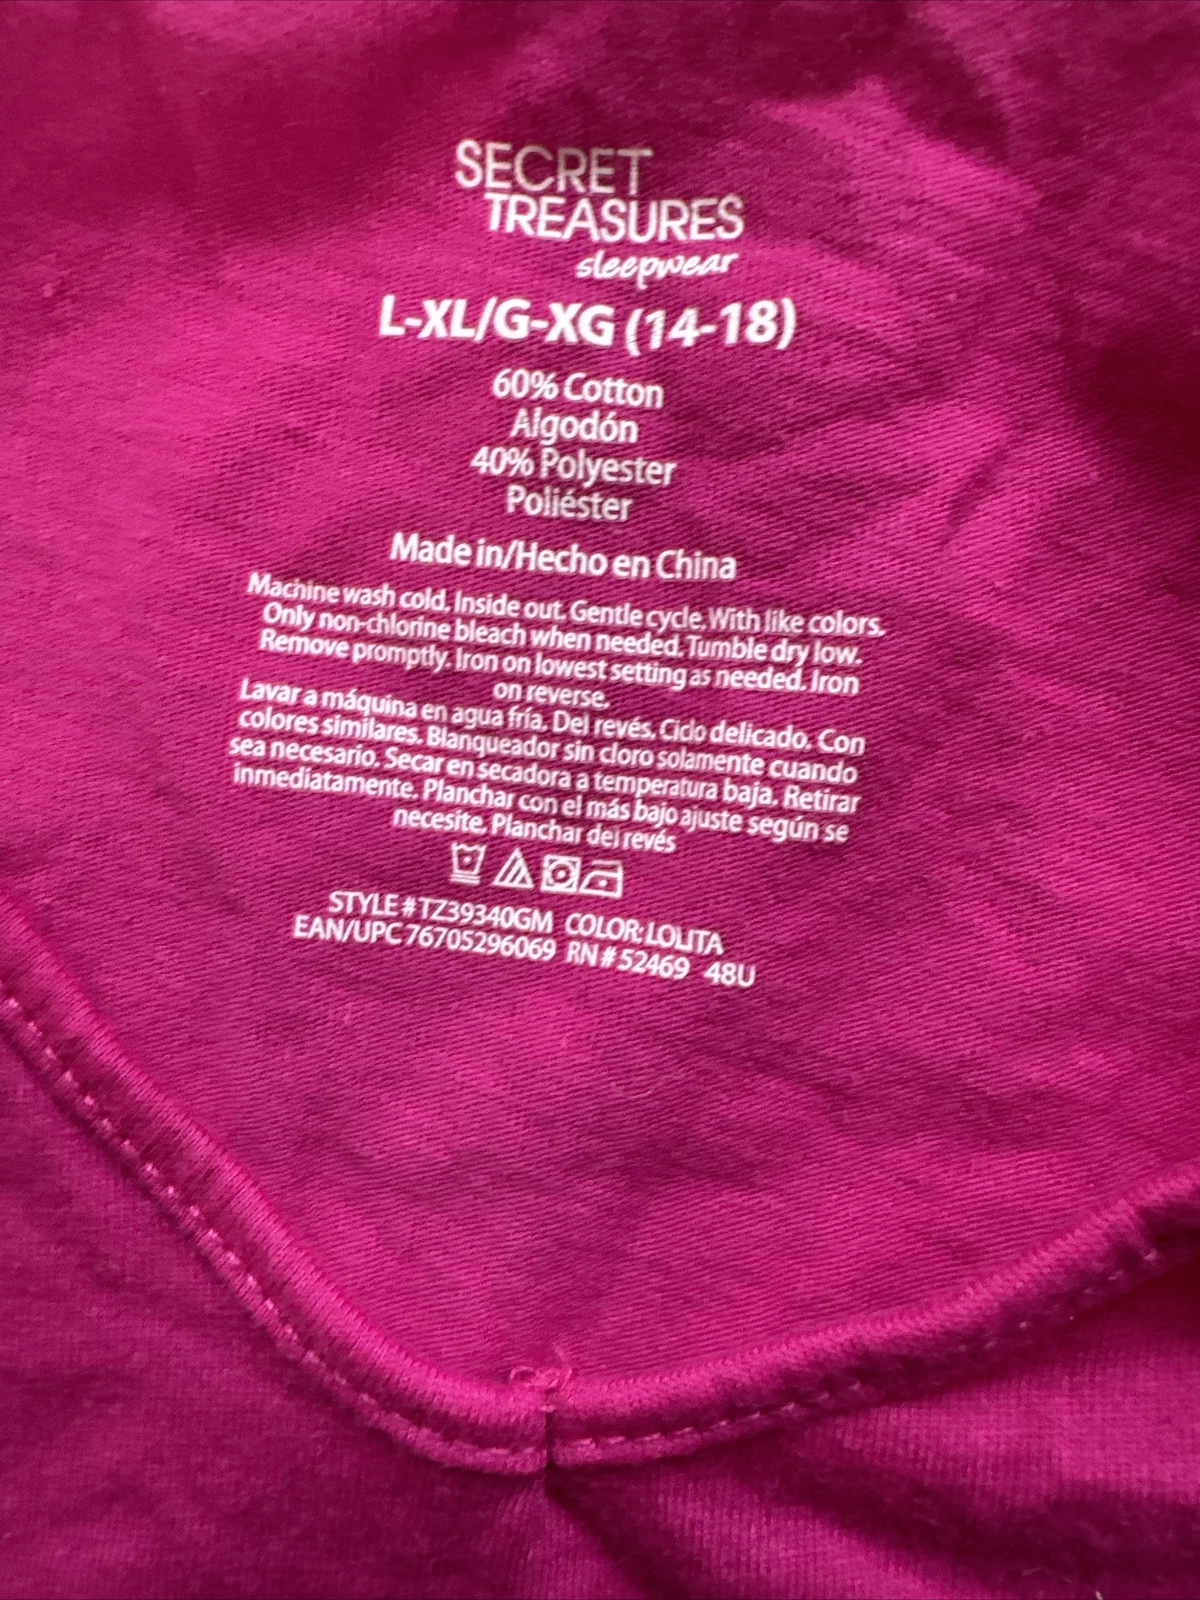 SECRET
TREASURES
sleepwear
L-XL/G-XG (14-18)
60% Cotton
Algodón
40% Polyester
Poliéster
Made in/Hecho en China
Machine wash cold. Inside out. Gentle cycle. With like colors.
Only non-chlorine bleach when needed. Tumble dry low.
Remove promptly. Iron on lowest setting as needed. Iron
on reverse.
Lavar a máquina en agua fría. Del revés. Ciclo delicado. Con
colores similares. Blanqueador sin cloro solamente cuando
sea necesario. Secar en secadora a temperatura baja. Retirar
inmediatamente. Planchar con el más bajo ajuste según se
necesite. Planchar del revés
STYLE # TZ39340GM COLOR: LOLITA
EAN/UPC 76705296069 RN # 52469 48U